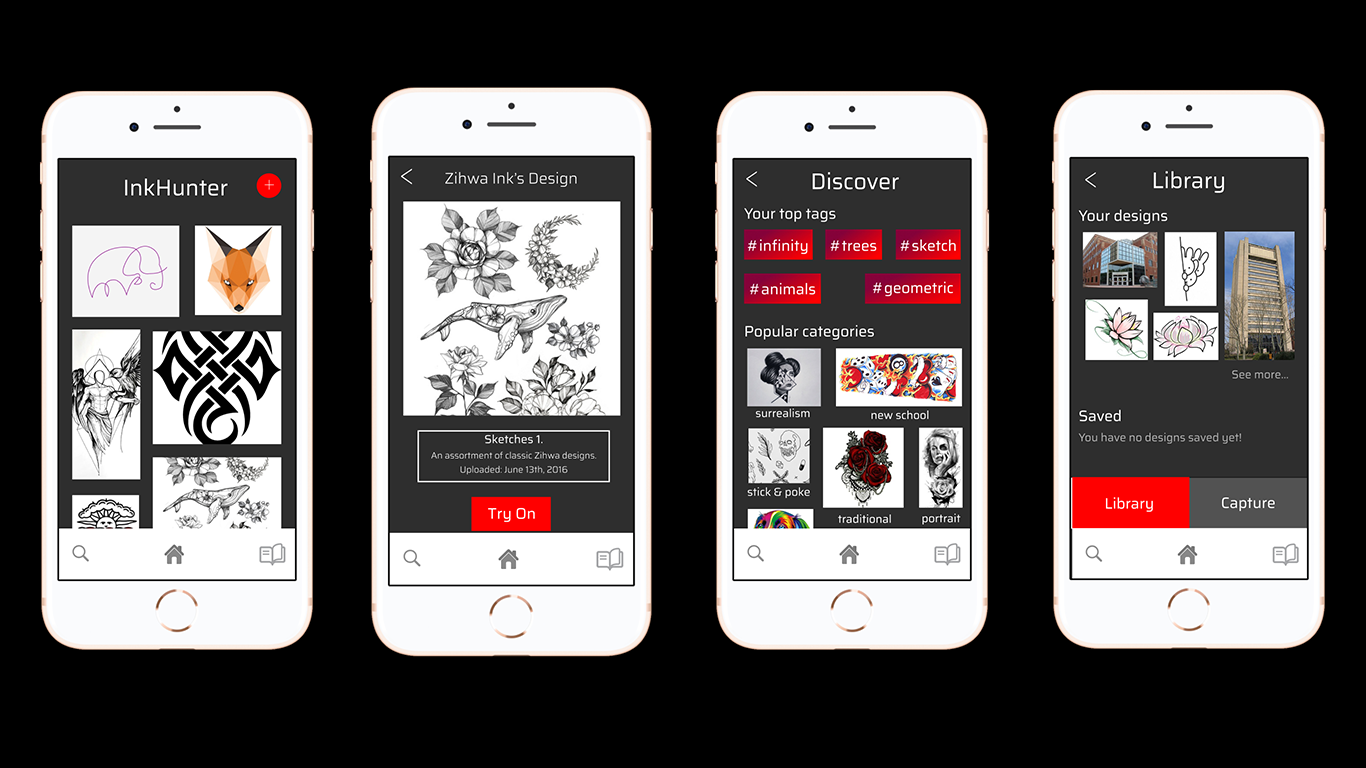 InkHunter
+
Zihwa Ink's Design
Sketches 1.
An assortment of classic Zihwa designs.
Uploaded: June 13th, 2016
Try On
Discover
Your top tags
#infinity #trees #sketch
#animals #geometric
Popular categories
surrealism new school
stick & poke traditional portrait
Library
Your designs
See more...
Saved
You have no designs saved yet!
Library Capture